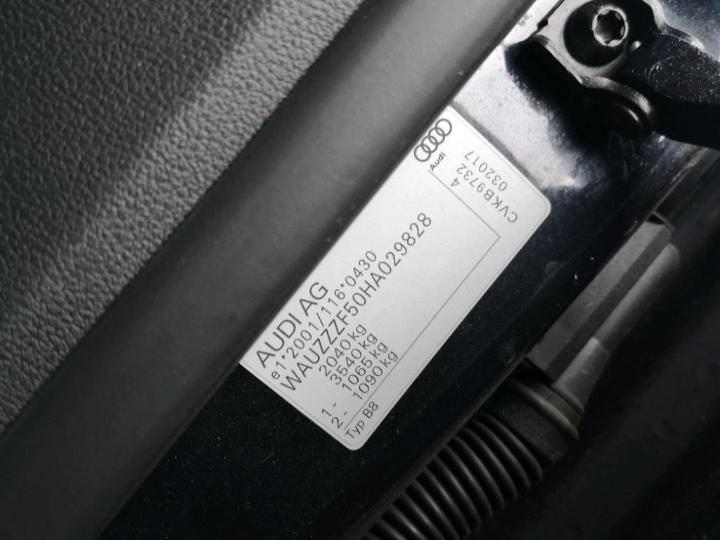 AUDI AG
e1*2001/116*0430
WAUZZZF50HA029828
2040kg
3540kg
1- 1065kg
2- 1090kg
Typ B8
Audi
4
CVKB9732
032017